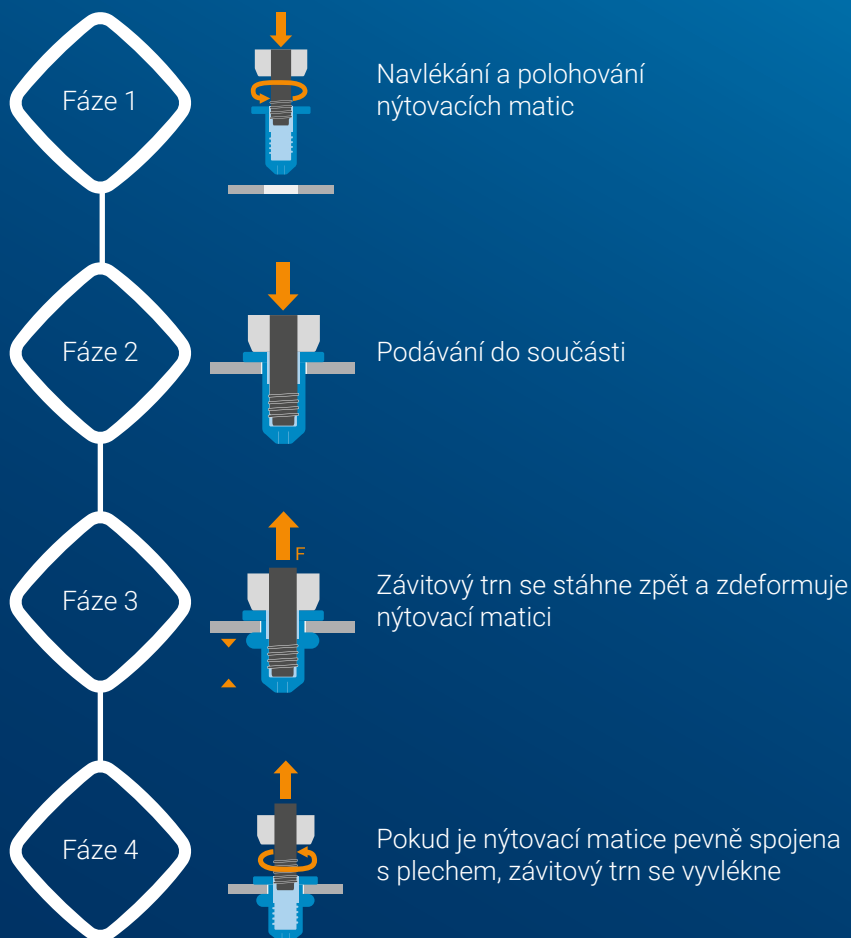 Fáze 1
Navlékání a polohování
nýtovacích matic
Fáze 2
Podávání do součásti
F
Fáze 3
Závitový trn se stáhne zpět a zdeformuje
nýtovací matici
Fáze 4
Pokud je nýtovací matice pevně spojena
s plechem, závitový trn se vyvlékne